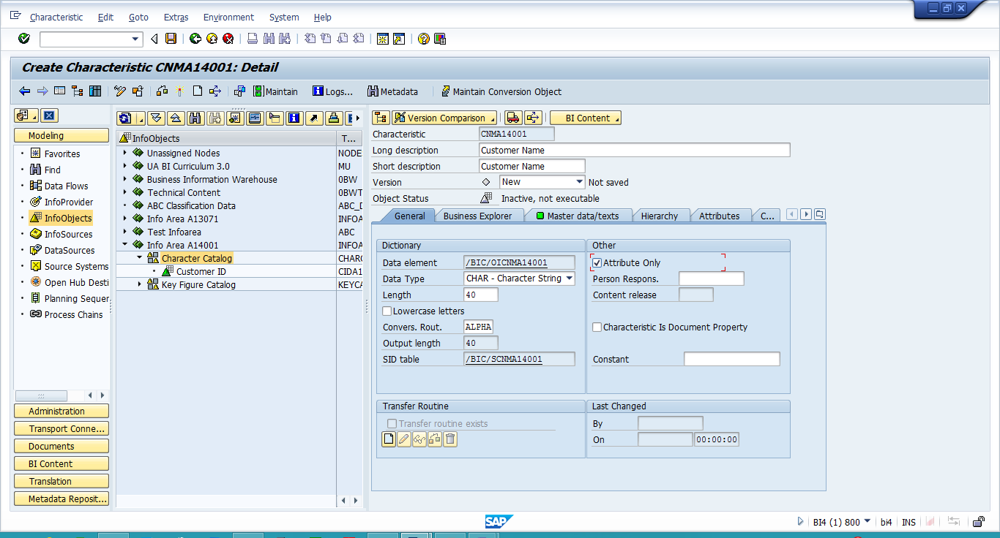 Characteristic Edit Goto Extras Environment System Help
Create Characteristic CNMA14001: Detail
Maintain Logs... Metadata Maintain Conversion Object
Modeling
Favorites
Find
Data Flows
InfoProvider
InfoObjects
InfoSources
DataSources
Source Systems
Open Hub Desti
Planning Sequer
Process Chains
Administration
Transport Conne...
Documents
BI Content
Translation
Metadata Reposit...
InfoObjects T...
Unassigned Nodes NODE
UA BI Curriculum 3.0 MU
Business Information Warehouse 0BW
Technical Content 0BWT
ABC Classification Data ABC_D
Info Area A13071 INFOA
Test Infoarea ABC
Info Area A14001 INFOA
Character Catalog CHARC
Customer ID CIDA1
Key Figure Catalog KEYCA
Version Comparison BI Content
Characteristic CNMA14001
Long description Customer Name
Short description Customer Name
Version New Not saved
Object Status Inactive, not executable
General Business Explorer Master data/texts Hierarchy Attributes C...
Dictionary
Data element /BIC/OICNMA14001
Data Type CHAR - Character String
Length 40
Lowercase letters
Convers. Rout. ALPHA
Output length 40
SID table /BIC/SCNMA14001
Other
Attribute Only
Person Respons.
Content release
Characteristic Is Document Property
Constant
Transfer Routine
Transfer routine exists
Last Changed
By
On 00:00:00
SAP
BI4 (1) 800 bi4 INS